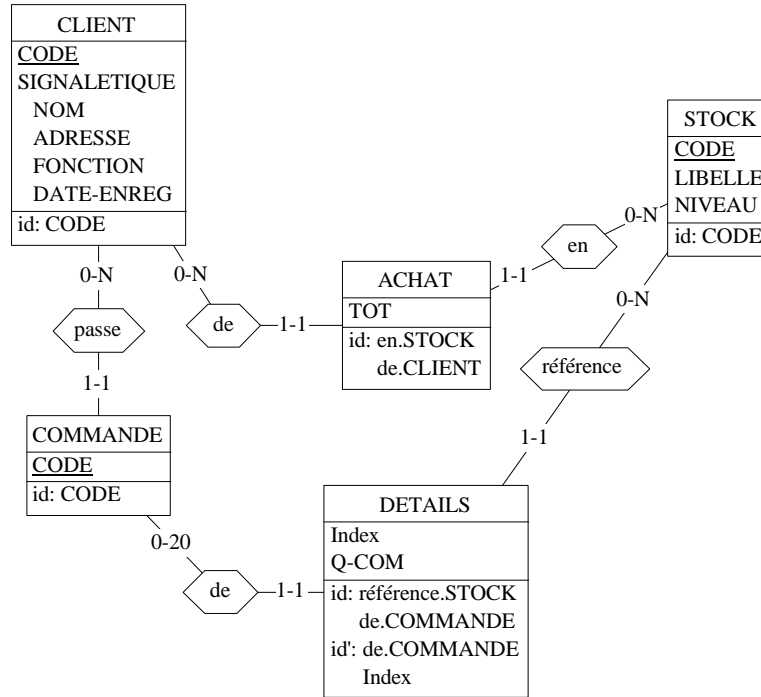 CLIENT
CODE
SIGNALETIQUE
NOM
ADRESSE
FONCTION
DATE-ENREG
id: CODE
STOCK
CODE
LIBELLE
NIVEAU
id: CODE
0-N
en
1-1
0-N
0-N
passe
1-1
de
1-1
ACHAT
TOT
id: en.STOCK
de.CLIENT
0-N
référence
1-1
COMMANDE
CODE
id: CODE
0-20
de
1-1
DETAILS
Index
Q-COM
id: référence.STOCK
de.COMMANDE
id': de.COMMANDE
Index